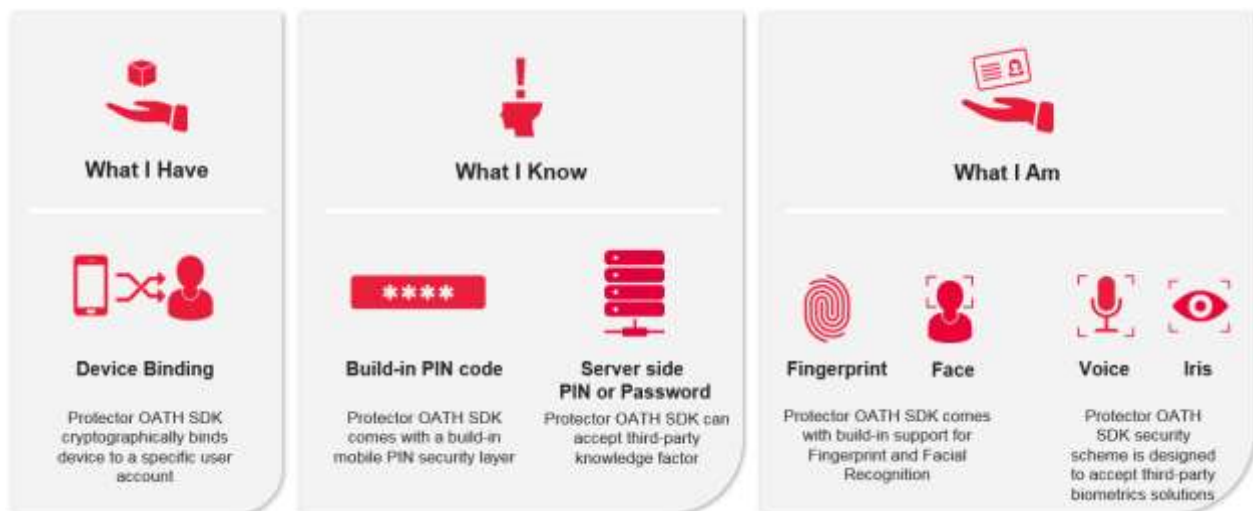 What I Have
Device Binding
Protector OATH SDK
cryptographically binds
device to a specific user
account
What I Know
****
Build-in PIN code
Protector OATH SDK
comes with a build-in
mobile PIN security layer
Server side
PIN or Password
Protector OATH SDK can
accept third-party
knowledge factor
What I Am
Fingerprint
Face
Protector OATH SDK comes
with build-in support for
Fingerprint and Facial
Recognition
Voice
Iris
Protector OATH
SDK security
scheme is designed
to accept third-party
biometrics solutions